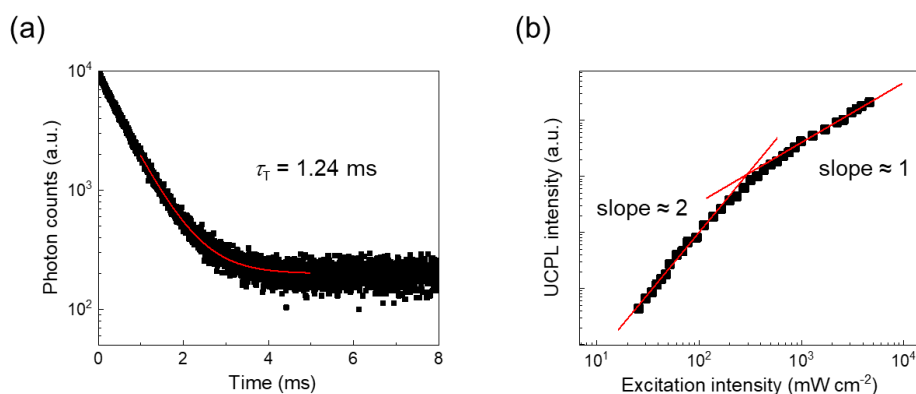 (a)
(b)
10⁴
10³
10²
Photon counts (a.u.)
τT = 1.24 ms
0
2
4
6
8
Time (ms)
UCPL intensity (a.u.)
slope ≈ 2
slope ≈ 1
10¹
10²
10³
10⁴
Excitation intensity (mW cm⁻²)